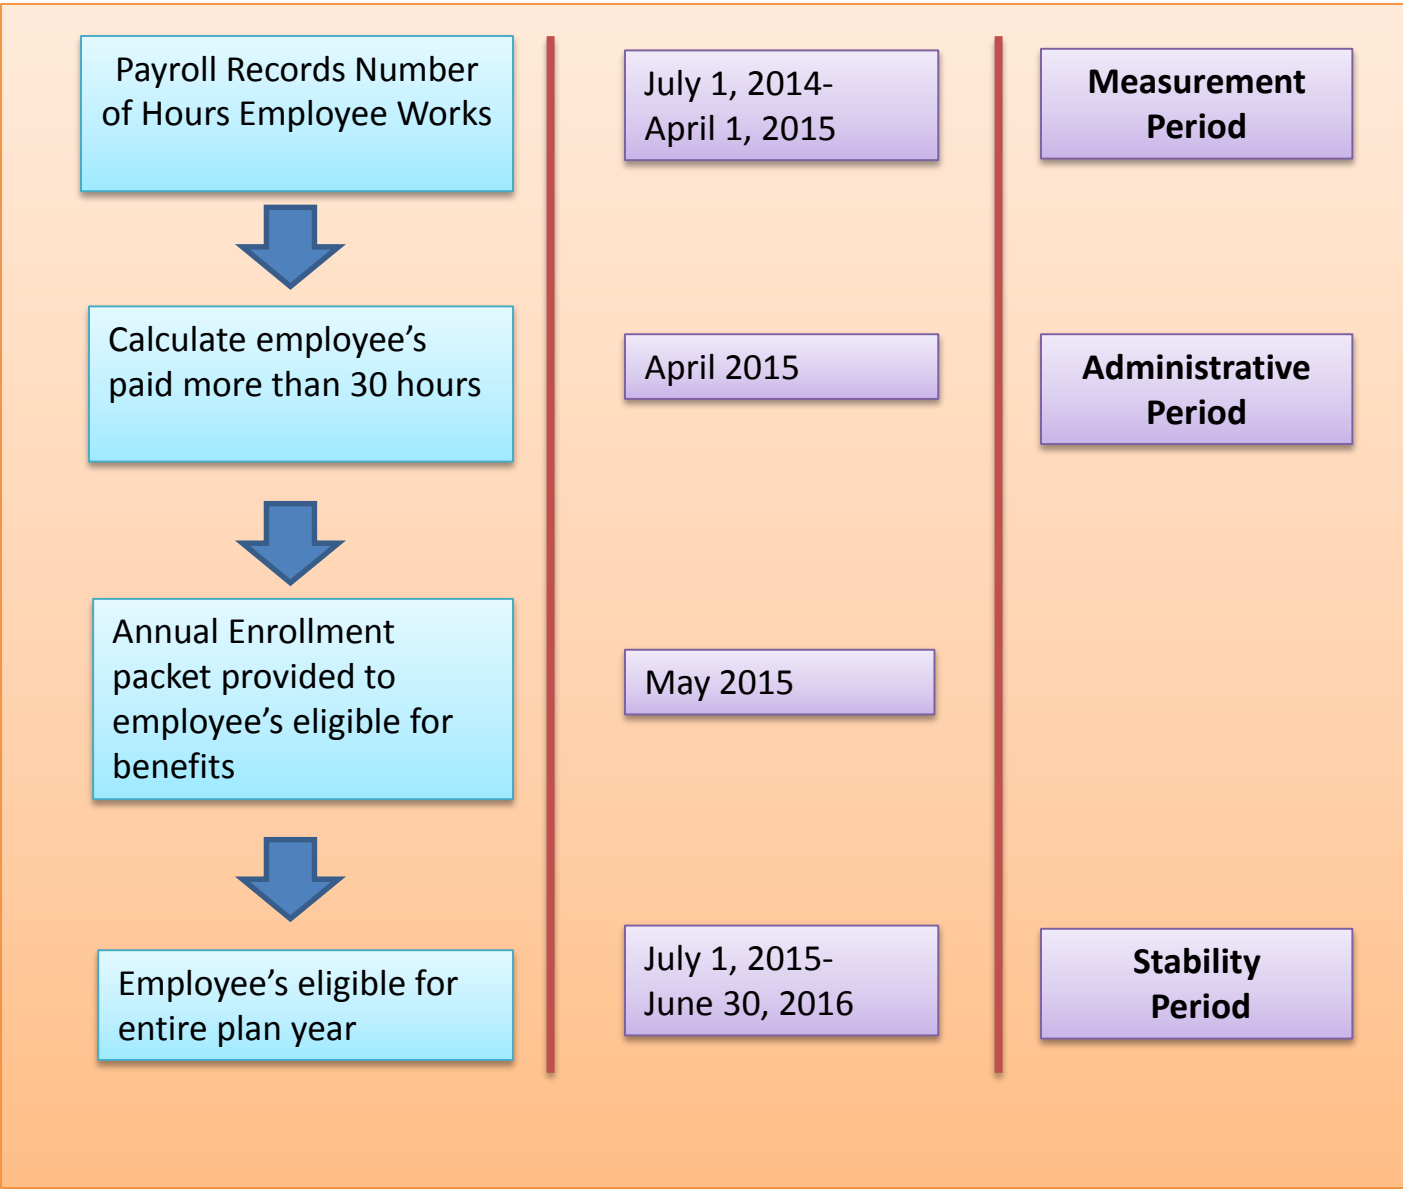 Payroll Records Number
of Hours Employee Works
July 1, 2014-
April 1, 2015
Measurement
Period
Calculate employee’s
paid more than 30 hours
April 2015
Administrative
Period
Annual Enrollment
packet provided to
employee’s eligible for
benefits
May 2015
Employee’s eligible for
entire plan year
July 1, 2015-
June 30, 2016
Stability
Period